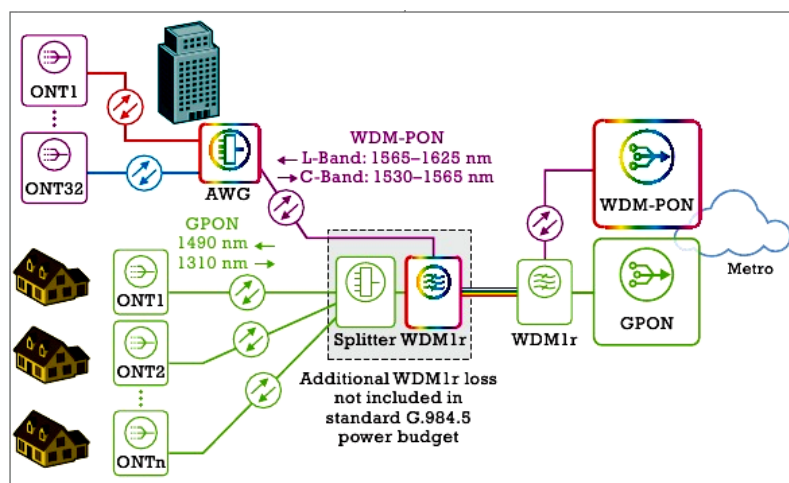 ONT1
ONT32
AWG
WDM-PON
← L-Band: 1565–1625 nm
→ C-Band: 1530–1565 nm
WDM-PON
Metro
GPON
1490 nm ←
1310 nm →
ONT1
ONT2
ONTn
Splitter WDM1r
WDM1r
GPON
Additional WDM1r loss
not included in
standard G.984.5
power budget